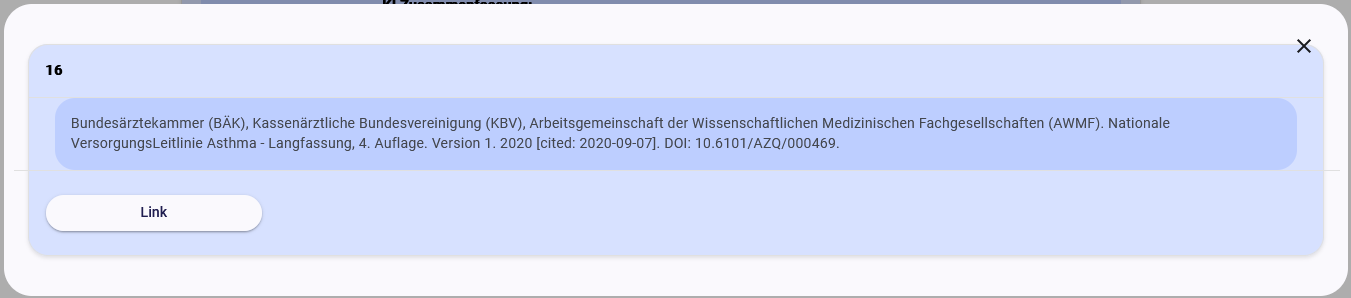 KI Zusammenfassung:
16
Bundesärztekammer (BÄK), Kassenärztliche Bundesvereinigung (KBV), Arbeitsgemeinschaft der Wissenschaftlichen Medizinischen Fachgesellschaften (AWMF). Nationale
VersorgungsLeitlinie Asthma - Langfassung, 4. Auflage. Version 1. 2020 [cited: 2020-09-07]. DOI: 10.6101/AZQ/000469.
Link